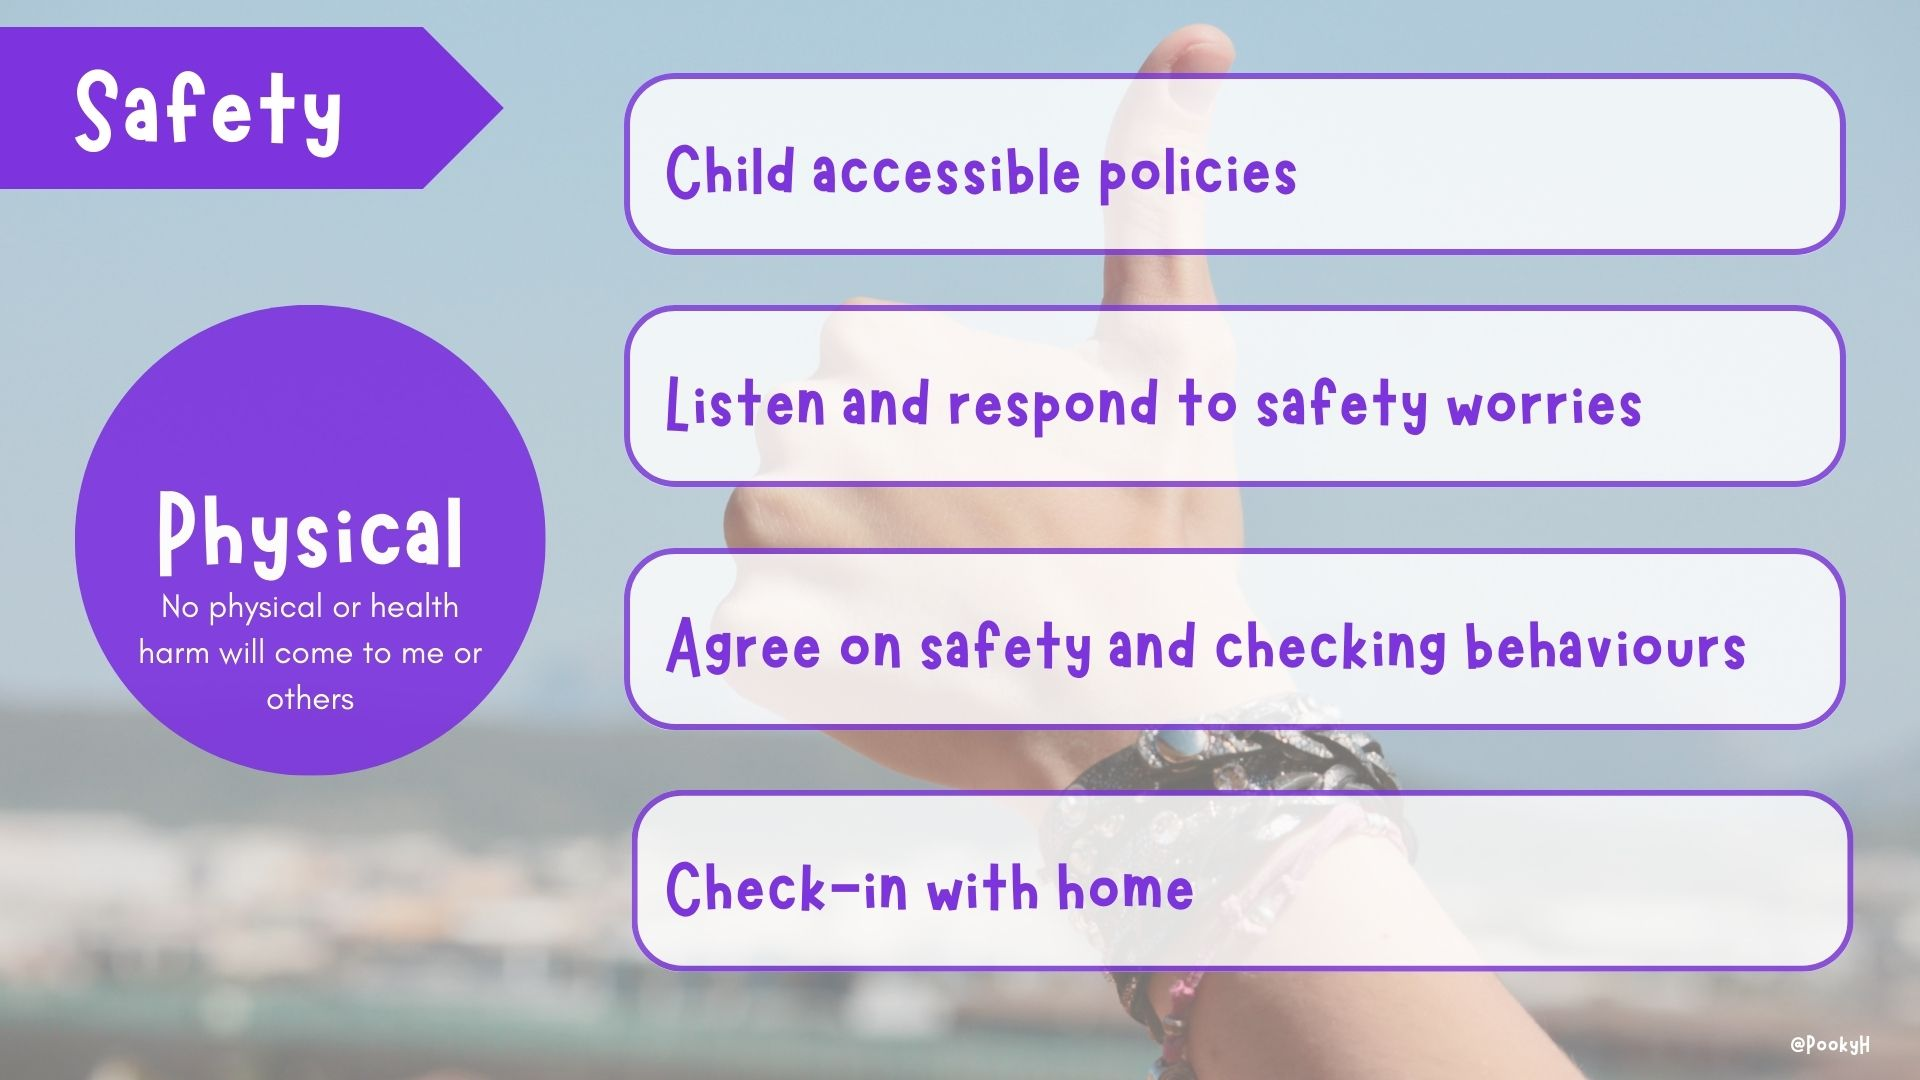 Safety
Physical
No physical or health
harm will come to me or
others
Child accessible policies
Listen and respond to safety worries
Agree on safety and checking behaviours
Check-in with home
@PookyH